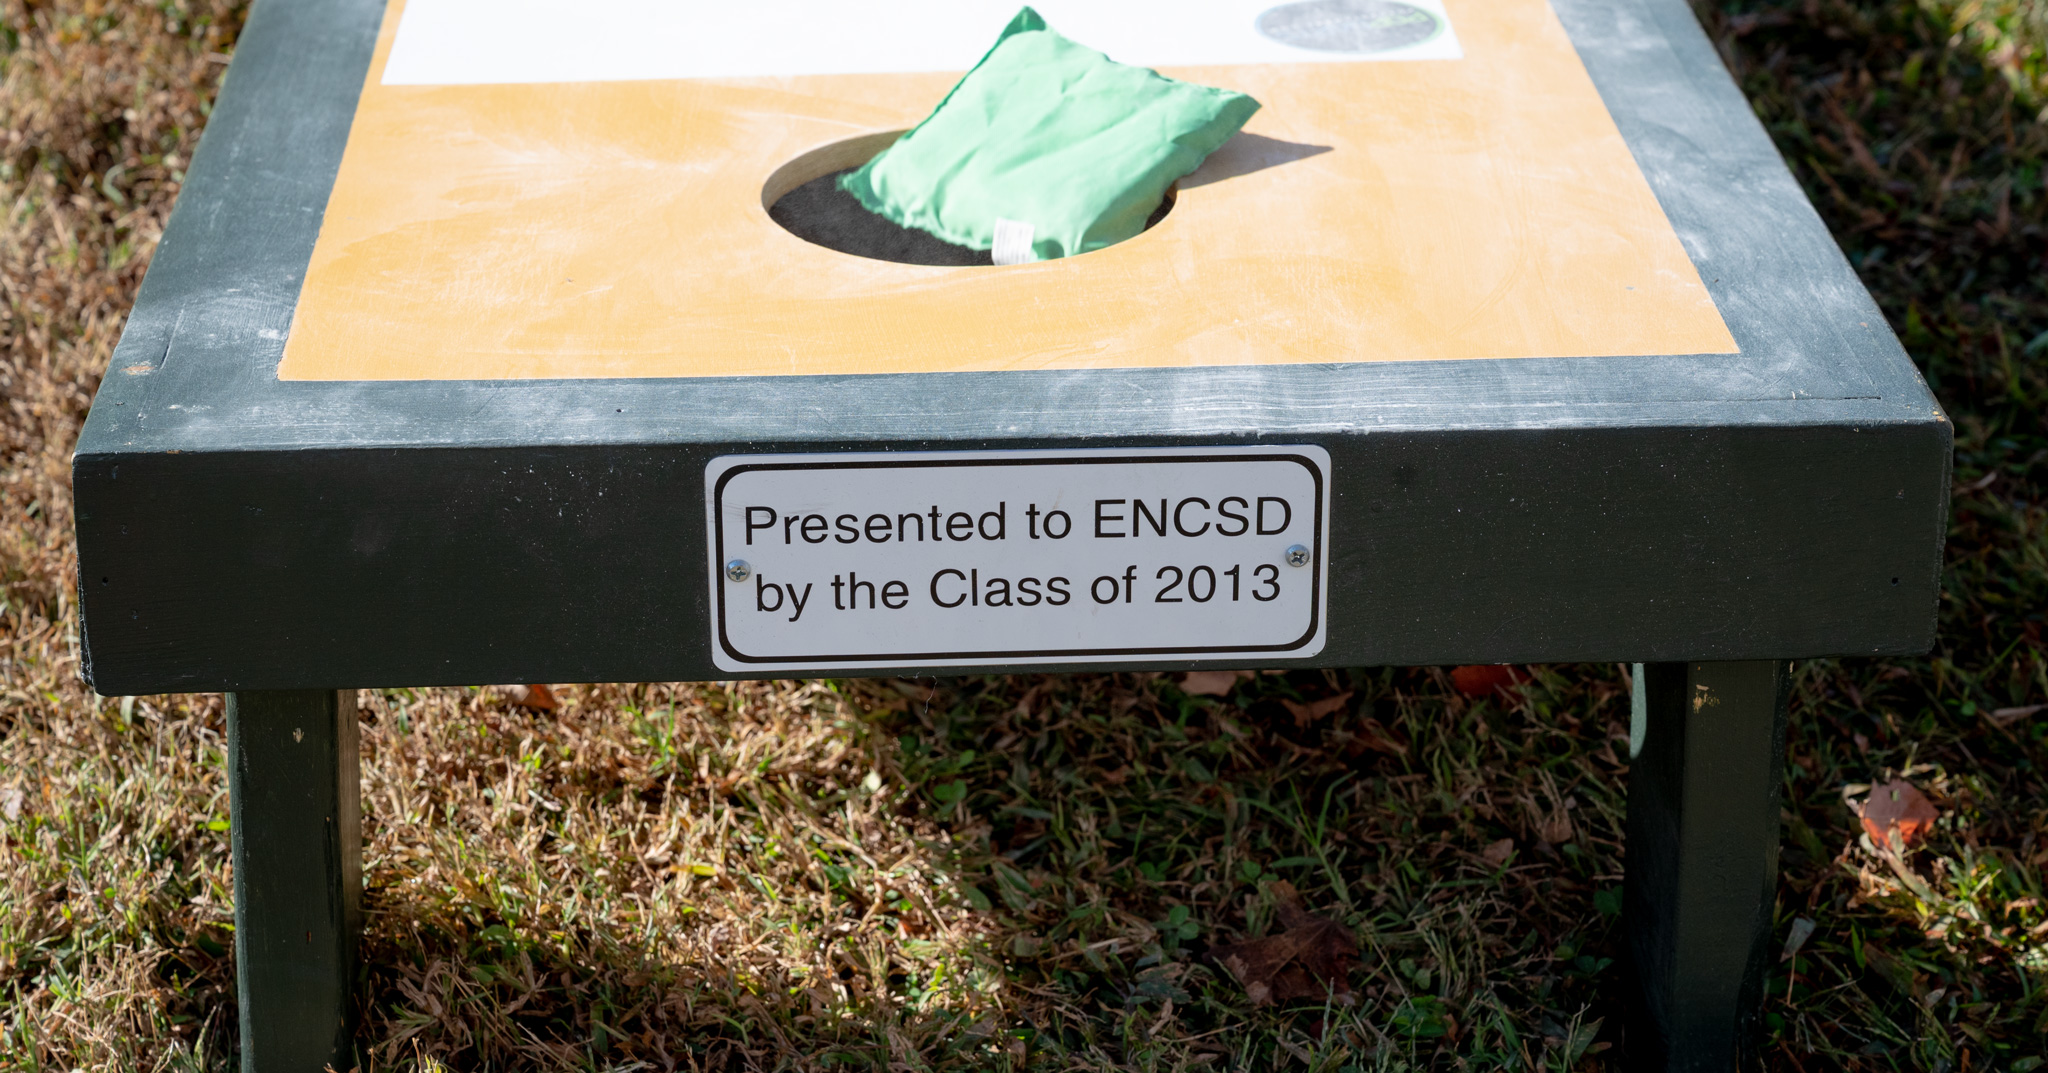 Presented to ENCSD
by the Class of 2013